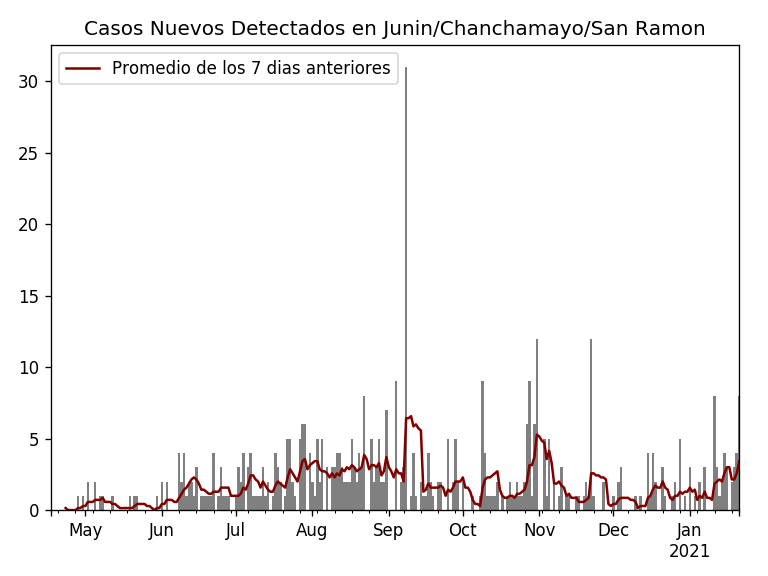 Casos Nuevos Detectados en Junin/Chanchamayo/San Ramon
Promedio de los 7 dias anteriores
30
25
20
15
10
5
0
May Jun Jul Aug Sep Oct Nov Dec Jan
2021